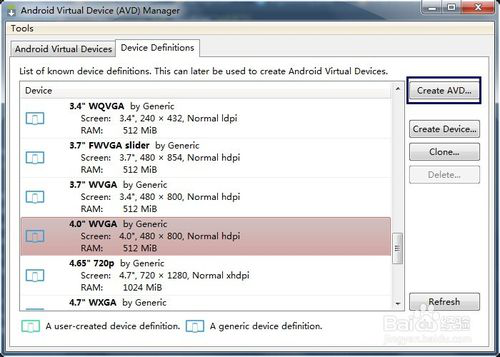 Android Virtual Device (AVD) Manager
Tools
Android Virtual Devices
Device Definitions
List of known device definitions. This can later be used to create Android Virtual Devices.
Device
3.4" WQVGA by Generic
Screen: 3.4", 240 × 432, Normal ldpi
RAM: 512 MiB
3.7" FWVGA slider by Generic
Screen: 3.7", 480 × 854, Normal hdpi
RAM: 512 MiB
3.7" WVGA by Generic
Screen: 3.4", 480 × 800, Normal hdpi
RAM: 512 MiB
4.0" WVGA by Generic
Screen: 4.0", 480 × 800, Normal hdpi
RAM: 512 MiB
4.65" 720p by Generic
Screen: 4.7", 720 × 1280, Normal xhdpi
RAM: 1024 MiB
4.7" WXGA by Generic
Create AVD...
Create Device...
Clone...
Delete...
Refresh
A user-created device definition.
A generic device definition.
Baidu 经验
jingyan.baidu.com